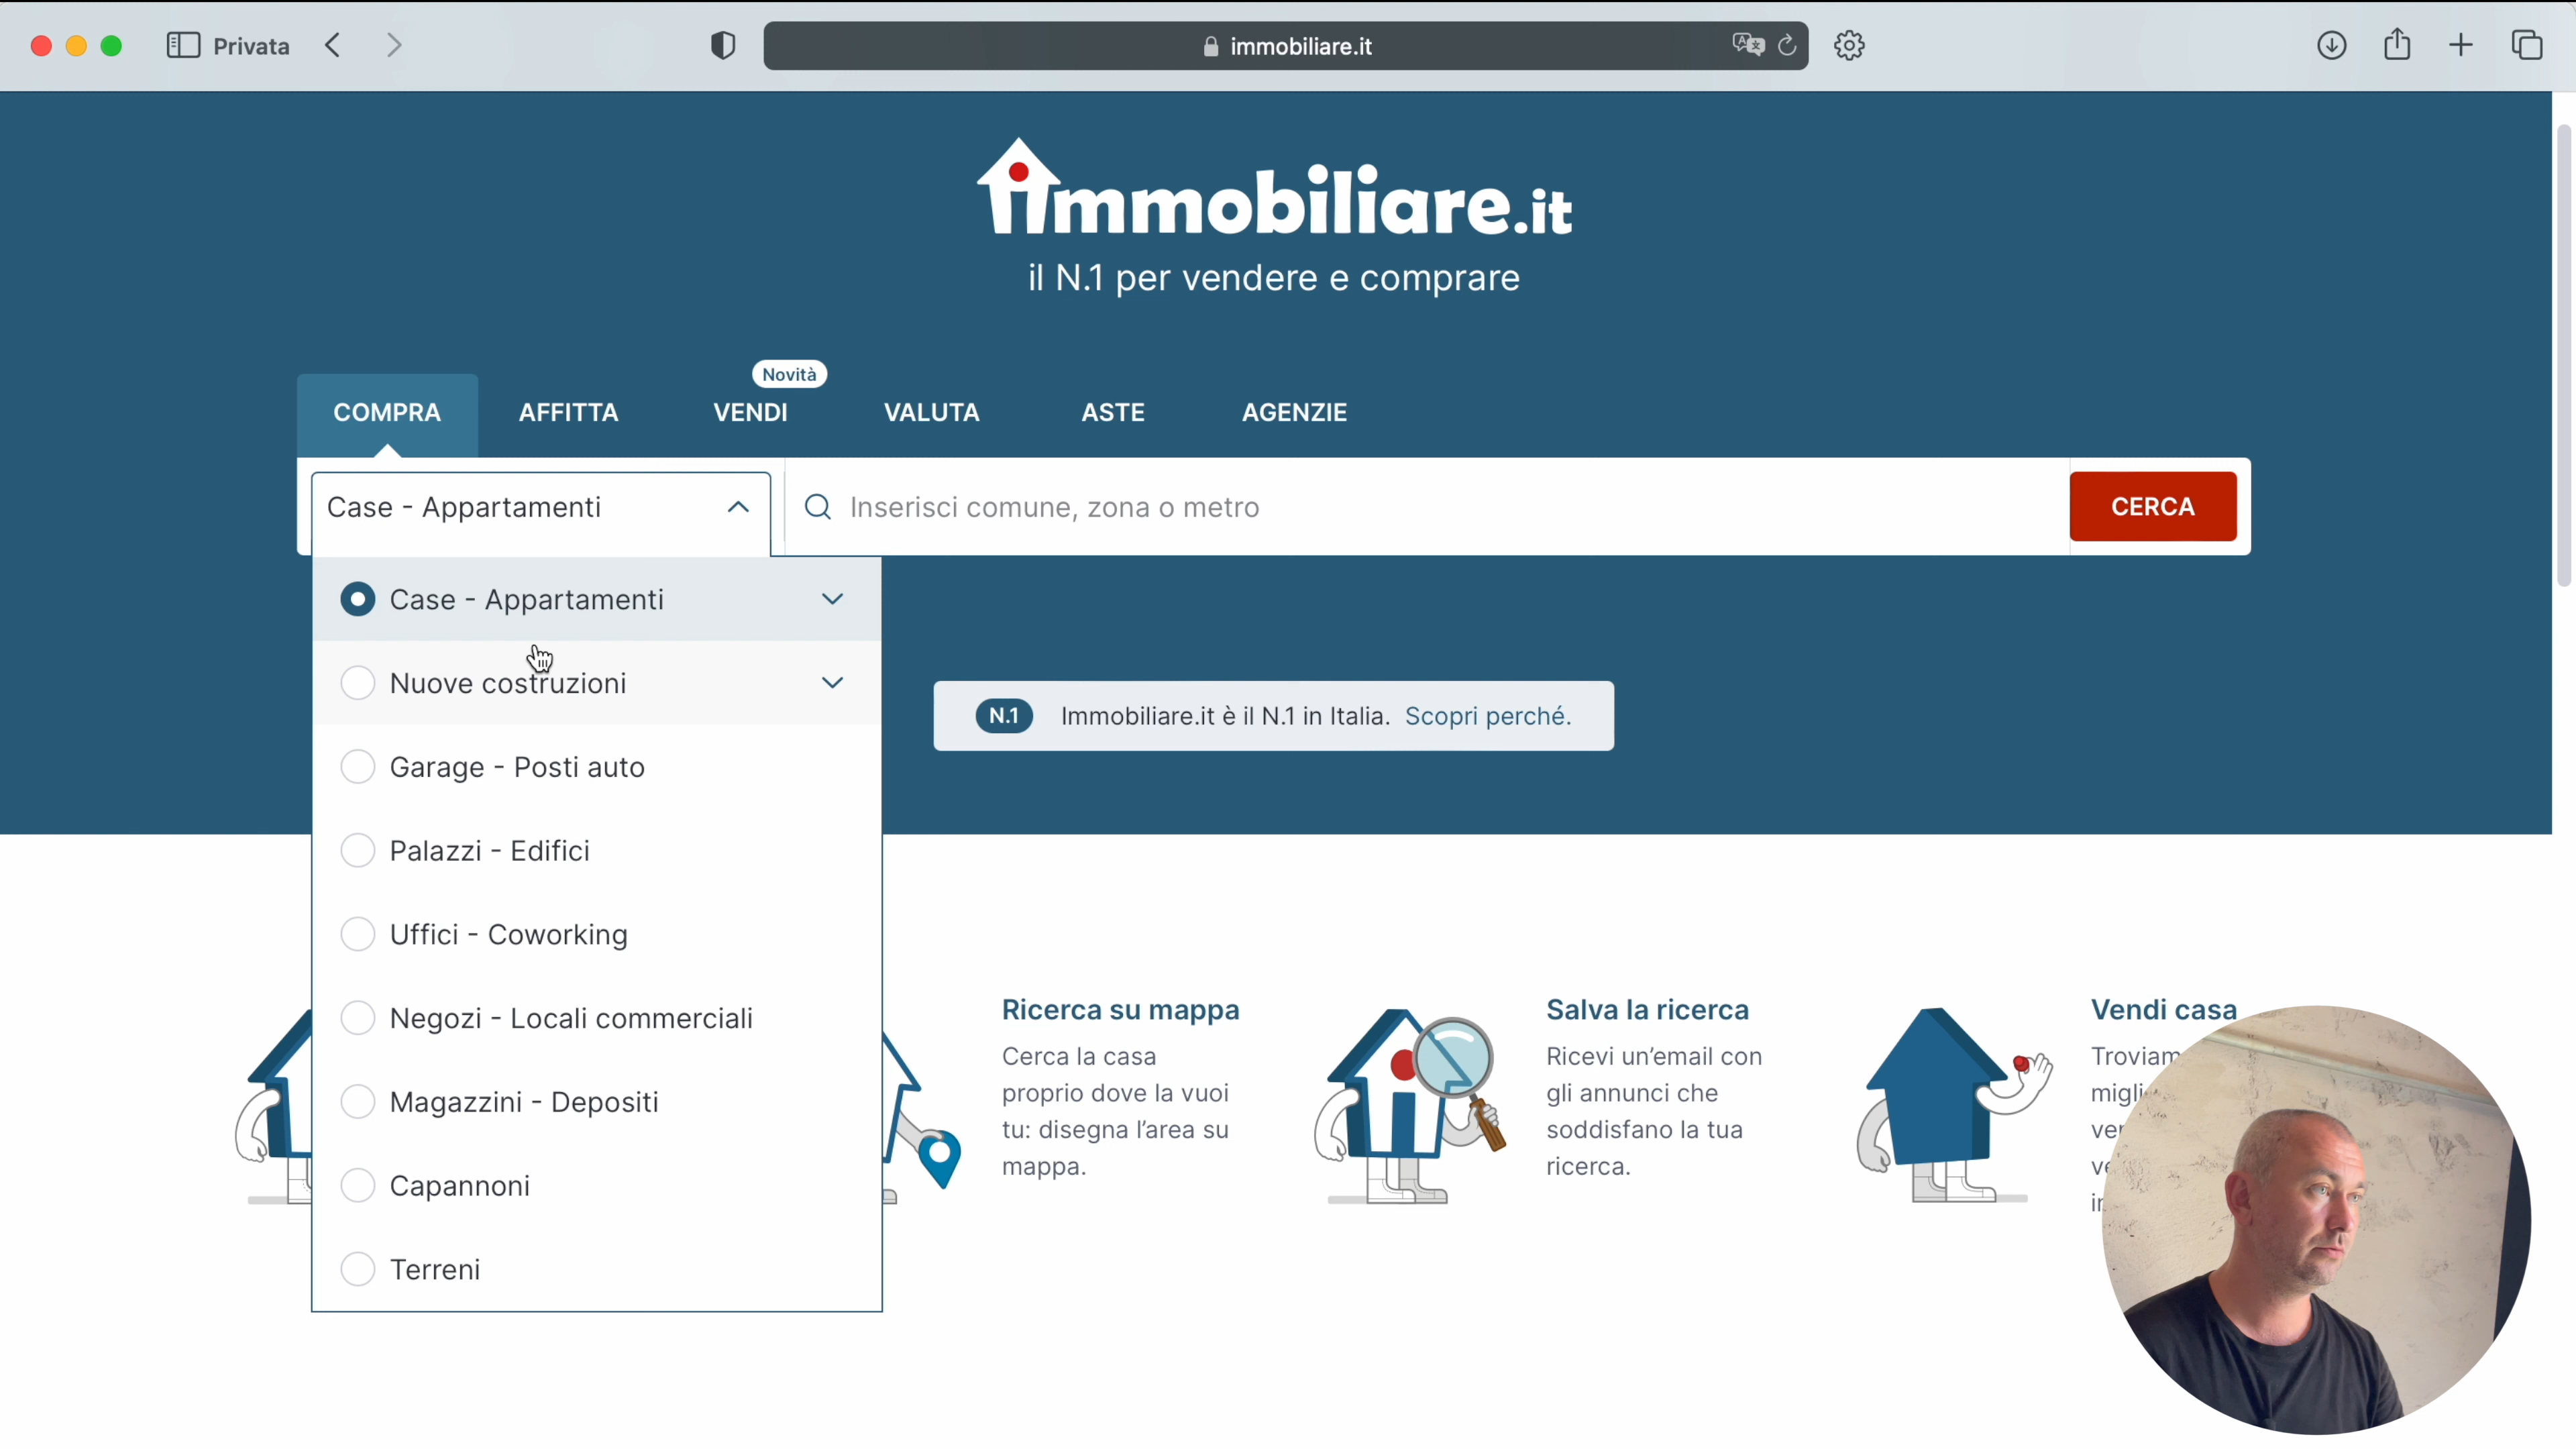 Privata
immobiliare.it
immobiliare.it
il N.1 per vendere e comprare
Novità
COMPRA AFFITTA VENDI VALUTA ASTE AGENZIE
Case - Appartamenti
Inserisci comune, zona o metro
CERCA
Case - Appartamenti
Nuove costruzioni
Garage - Posti auto
Palazzi - Edifici
Uffici - Coworking
Negozi - Locali commerciali
Magazzini - Depositi
Capannoni
Terreni
N.1 Immobiliare.it è il N.1 in Italia. Scopri perché.
Ricerca su mappa
Cerca la casa
proprio dove la vuoi
tu: disegna l’area su
mappa.
Salva la ricerca
Ricevi un’email con
gli annunci che
soddisfano la tua
ricerca.
Vendi casa